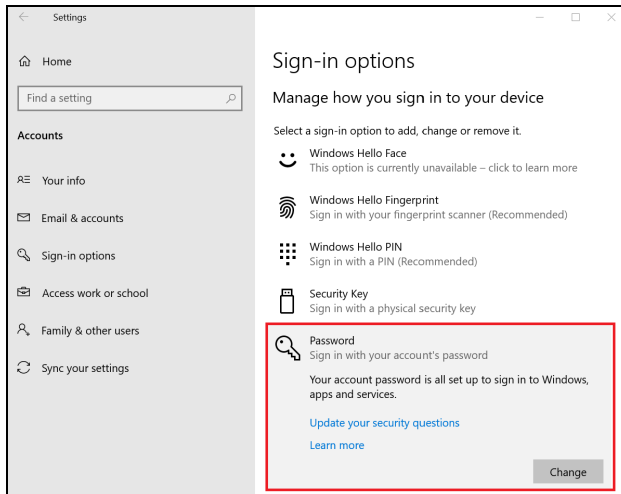 Settings
Home
Find a setting
Accounts
Your info
Email & accounts
Sign-in options
Access work or school
Family & other users
Sync your settings
Sign-in options
Manage how you sign in to your device
Select a sign-in option to add, change or remove it.
Windows Hello Face
This option is currently unavailable – click to learn more
Windows Hello Fingerprint
Sign in with your fingerprint scanner (Recommended)
Windows Hello PIN
Sign in with a PIN (Recommended)
Security Key
Sign in with a physical security key
Password
Sign in with your account's password
Your account password is all set up to sign in to Windows,
apps and services.
Update your security questions
Learn more
Change